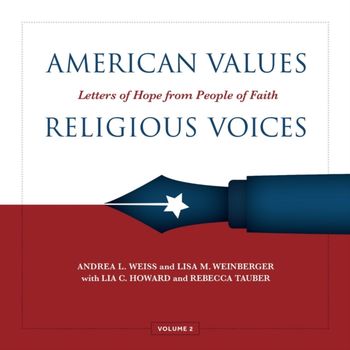 AMERICAN VALUES
Letters of Hope from People of Faith
RELIGIOUS VOICES
ANDREA L. WEISS and LISA M. WEINBERGER
with LIA C. HOWARD and REBECCA TAUBER
VOLUME 2